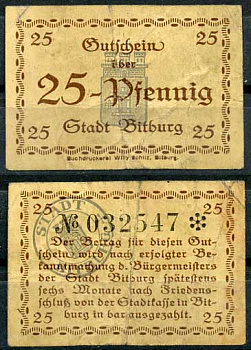 25 25
Gutschein
über
25-Pfennig
Stadt Bitburg
25 25
Buchdruckerei Willy Schlitz, Bitburg.
25 25
STADT
№ 032547 ✻
Der Betrag für diesen Gut-
schein wird nach erfolgter Be-
kanntmachung d. Bürgermeisters
der Stadt Bitburg spätestens
sechs Monate nach Friedens-
schluß von der Stadtkasse in Bit-
burg in bar ausgezahlt.
25 25